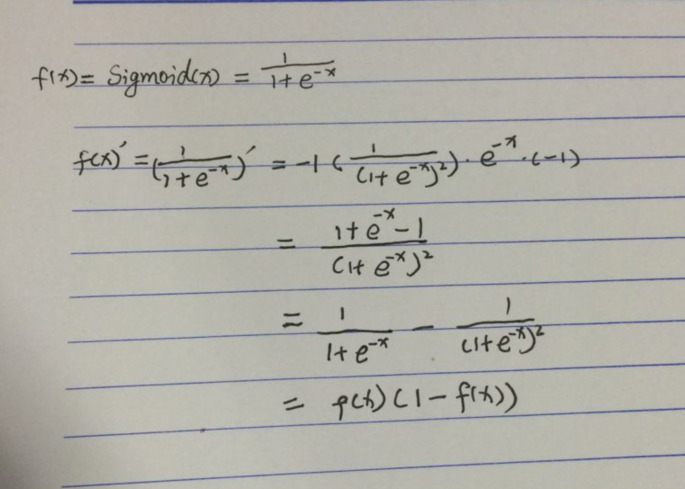 f(x) = Sigmoid(x) = 1/(1+e^-x)
f(x)' = (1/(1+e^-x))' = -1(1/(1+e^-x)^2)·e^-x·(-1)
= (1+e^-x-1)/(1+e^-x)^2
= 1/(1+e^-x) - 1/(1+e^-x)^2
= f(x)(1-f(x))